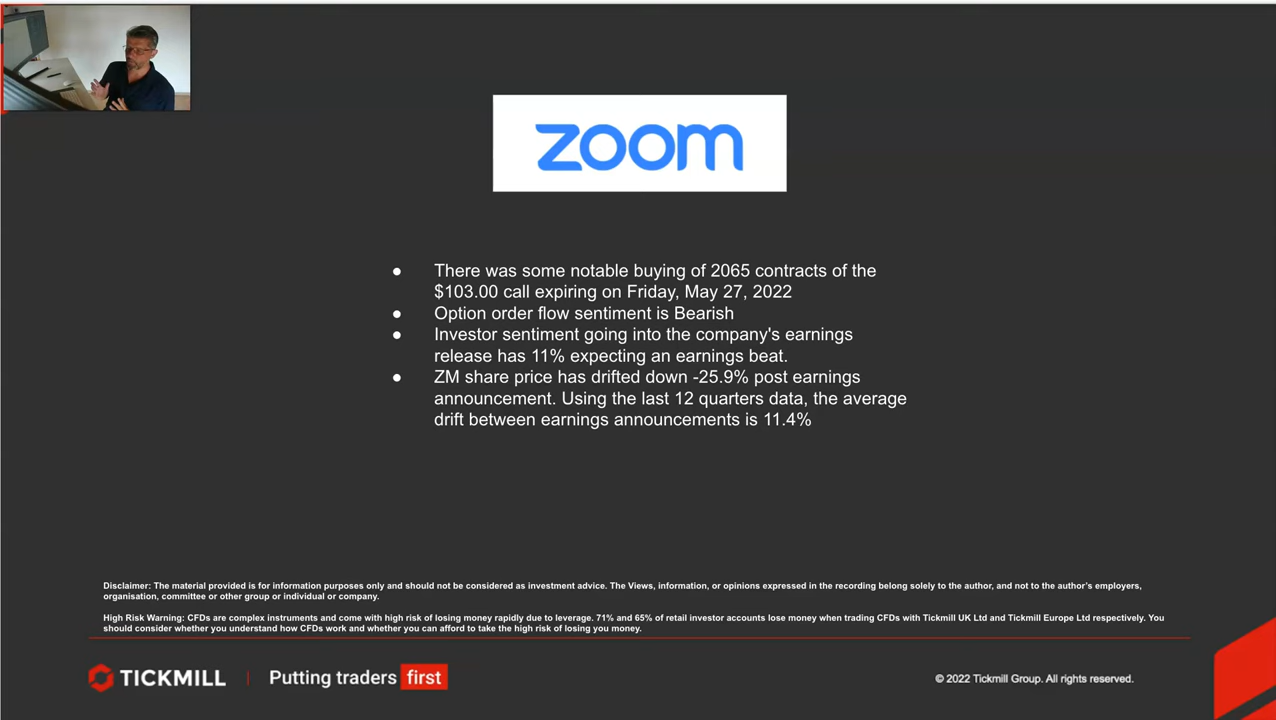 zoom
● There was some notable buying of 2065 contracts of the
$103.00 call expiring on Friday, May 27, 2022
● Option order flow sentiment is Bearish
● Investor sentiment going into the company's earnings
release has 11% expecting an earnings beat.
● ZM share price has drifted down -25.9% post earnings
announcement. Using the last 12 quarters data, the average
drift between earnings announcements is 11.4%
Disclaimer: The material provided is for information purposes only and should not be considered as investment advice. The Views, information, or opinions expressed in the recording belong solely to the author, and not to the author's employers,
organisation, committee or other group or individual or company.
High Risk Warning: CFDs are complex instruments and come with high risk of losing money rapidly due to leverage. 71% and 65% of retail investor accounts lose money when trading CFDs with Tickmill UK Ltd and Tickmill Europe Ltd respectively. You
should consider whether you understand how CFDs work and whether you can afford to take the high risk of losing you money.
TICKMILL | Putting traders first
© 2022 Tickmill Group. All rights reserved.